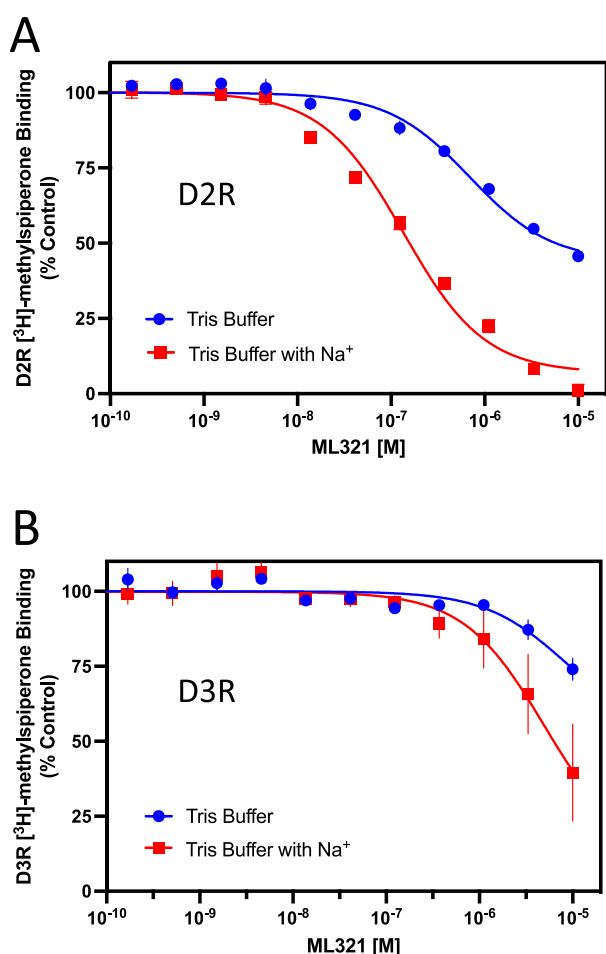 A
D2R [³H]-methylspiperone Binding
(% Control)
100
75
50
25
0
D2R
Tris Buffer
Tris Buffer with Na⁺
10⁻¹⁰
10⁻⁹
10⁻⁸
10⁻⁷
10⁻⁶
10⁻⁵
ML321 [M]
B
D3R [³H]-methylspiperone Binding
(% Control)
100
75
50
25
0
D3R
Tris Buffer
Tris Buffer with Na⁺
10⁻¹⁰
10⁻⁹
10⁻⁸
10⁻⁷
10⁻⁶
10⁻⁵
ML321 [M]